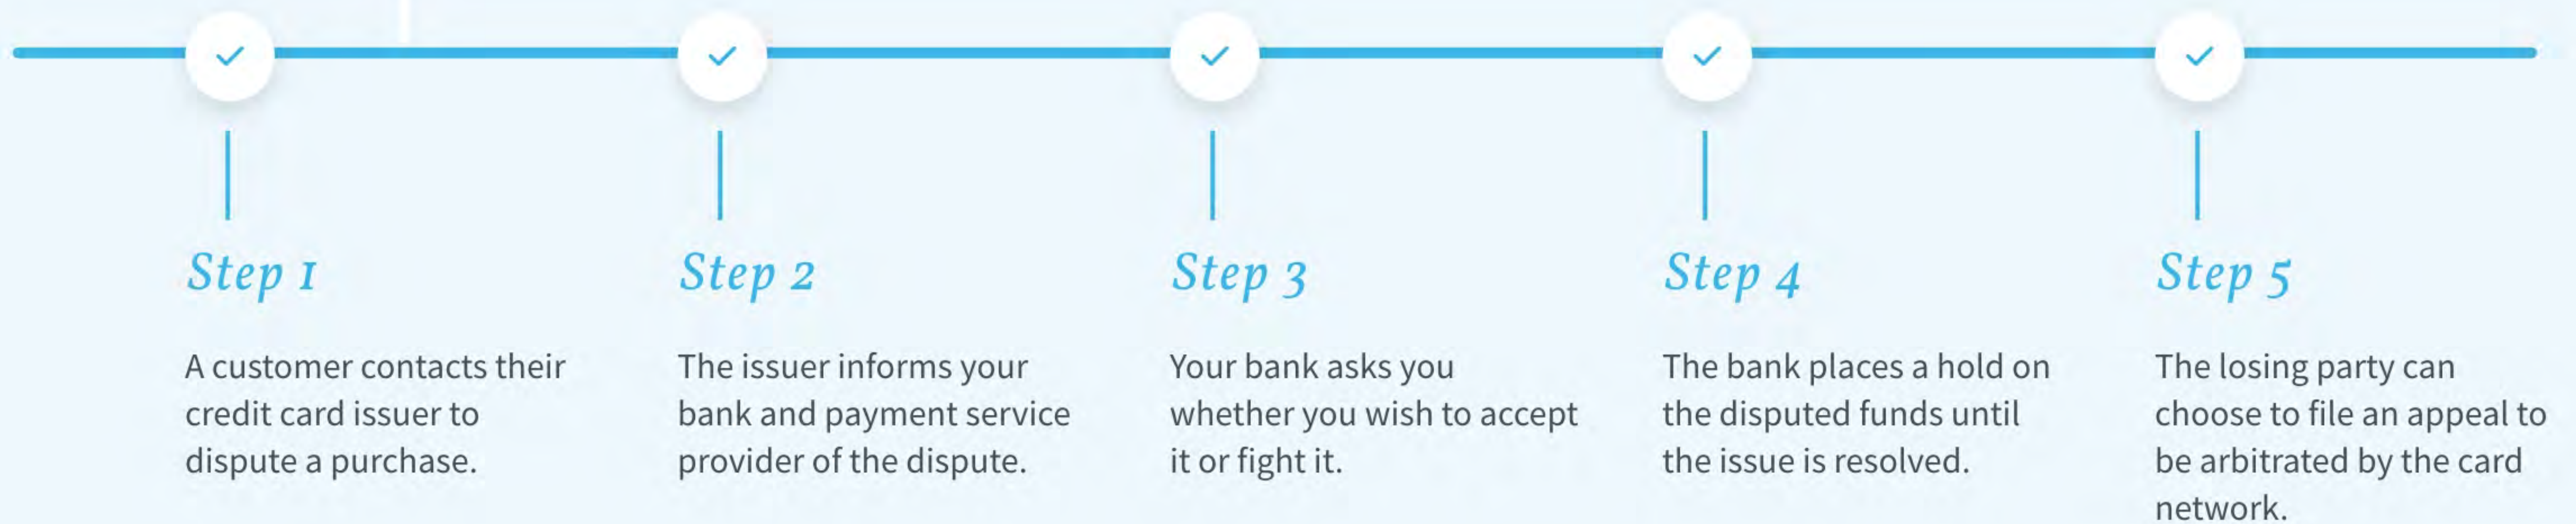 Step 1
A customer contacts their
credit card issuer to
dispute a purchase.
Step 2
The issuer informs your
bank and payment service
provider of the dispute.
Step 3
Your bank asks you
whether you wish to accept
it or fight it.
Step 4
The bank places a hold on
the disputed funds until
the issue is resolved.
Step 5
The losing party can
choose to file an appeal to
be arbitrated by the card
network.